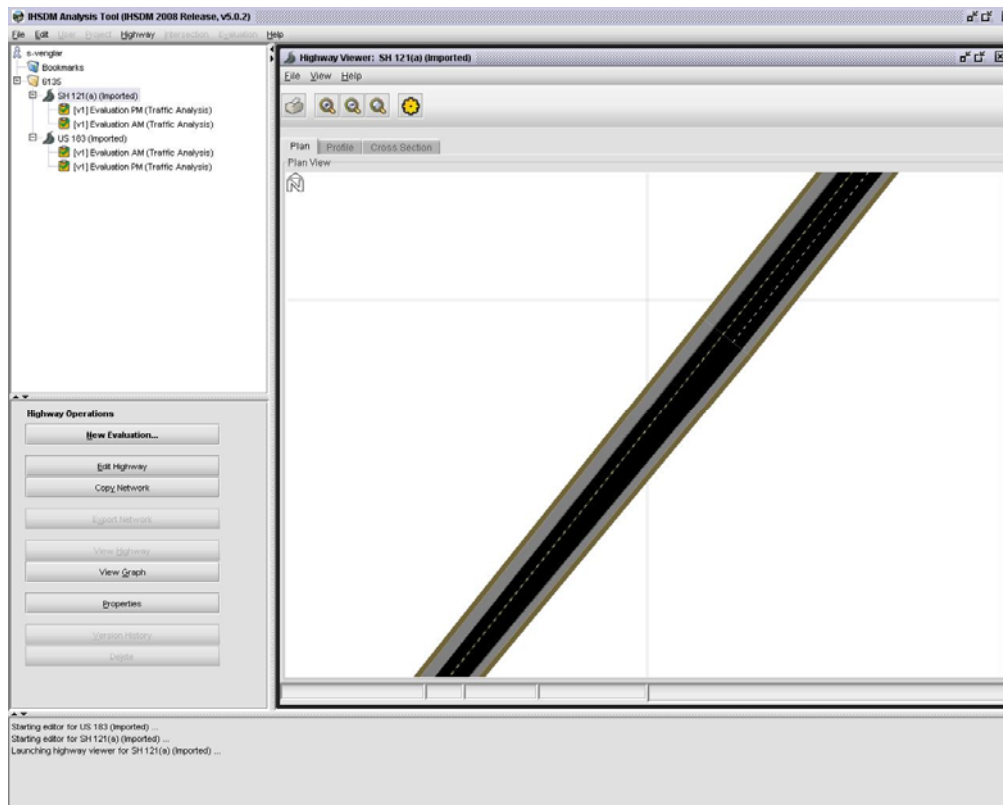 IHSDM Analysis Tool (IHSDM 2008 Release, v5.0.2)
File Edit User Project Highway Intersection Evaluation Help
s-venglar
Bookmarks
6135
SH 121(a) (Imported)
[v1] Evaluation PM (Traffic Analysis)
[v1] Evaluation AM (Traffic Analysis)
US 183 (Imported)
[v1] Evaluation AM (Traffic Analysis)
[v1] Evaluation PM (Traffic Analysis)
Highway Operations
New Evaluation...
Edit Highway
Copy Network
Export Network
View Highway
View Graph
Properties
Version History
Delete
Highway Viewer: SH 121(a) (Imported)
File View Help
Plan Profile Cross Section
Plan View
N
Starting editor for US 183 (Imported) ...
Starting editor for SH 121(a) (Imported) ...
Launching highway viewer for SH 121(a) (Imported) ...